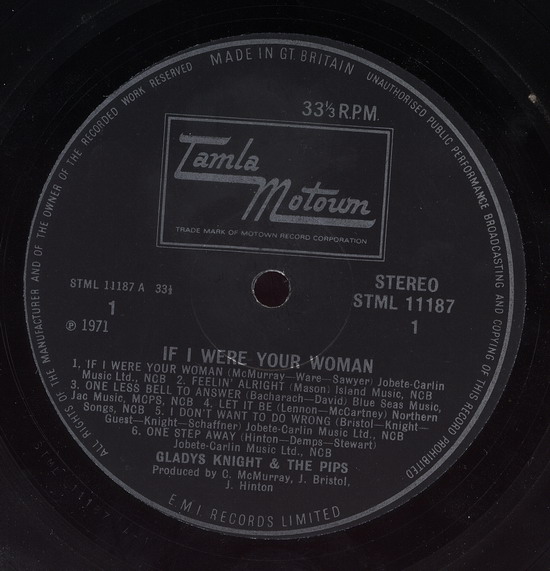 MADE IN GT. BRITAIN
UNAUTHORISED PUBLIC PERFORMANCE BROADCASTING AND COPYING OF THIS RECORD PROHIBITED
ALL RIGHTS OF THE MANUFACTURER AND OF THE OWNER OF THE RECORDED WORK RESERVED
33⅓ R.P.M.
Tamla
Motown
TRADE MARK OF MOTOWN RECORD CORPORATION
STML 11187 A 33⅓
1
℗ 1971
STEREO
STML 11187
1
IF I WERE YOUR WOMAN
1. IF I WERE YOUR WOMAN (McMurray—Ware—Sawyer) Jobete-Carlin
Music Ltd., NCB 2. FEELIN' ALRIGHT (Mason) Island Music, NCB
3. ONE LESS BELL TO ANSWER (Bacharach—David) Blue Seas Music,
Jac Music, MCPS, NCB 4. LET IT BE (Lennon—McCartney) Northern
Songs, NCB 5. I DON'T WANT TO DO WRONG (Bristol—Knight—
Guest—Knight—Schaffner) Jobete-Carlin Music Ltd., NCB
6. ONE STEP AWAY (Hinton—Demps—Stewart)
Jobete-Carlin Music Ltd., NCB
GLADYS KNIGHT & THE PIPS
Produced by C. McMurray, J. Bristol,
J. Hinton
EMI RECORDS LIMITED